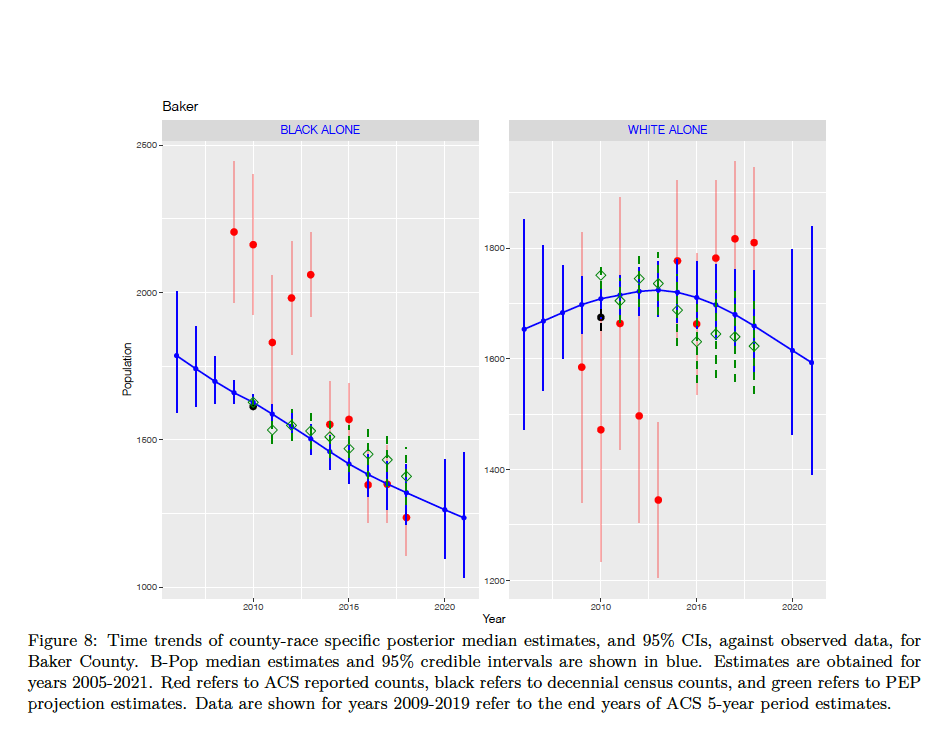 Baker
BLACK ALONE
WHITE ALONE
Population
2500
2000
1500
1000
1800
1600
1400
1200
2010
2015
2020
2010
2015
2020
Year
Figure 8: Time trends of county-race specific posterior median estimates, and 95% CIs, against observed data, for
Baker County. B-Pop median estimates and 95% credible intervals are shown in blue. Estimates are obtained for
years 2005-2021. Red refers to ACS reported counts, black refers to decennial census counts, and green refers to PEP
projection estimates. Data are shown for years 2009-2019 refer to the end years of ACS 5-year period estimates.